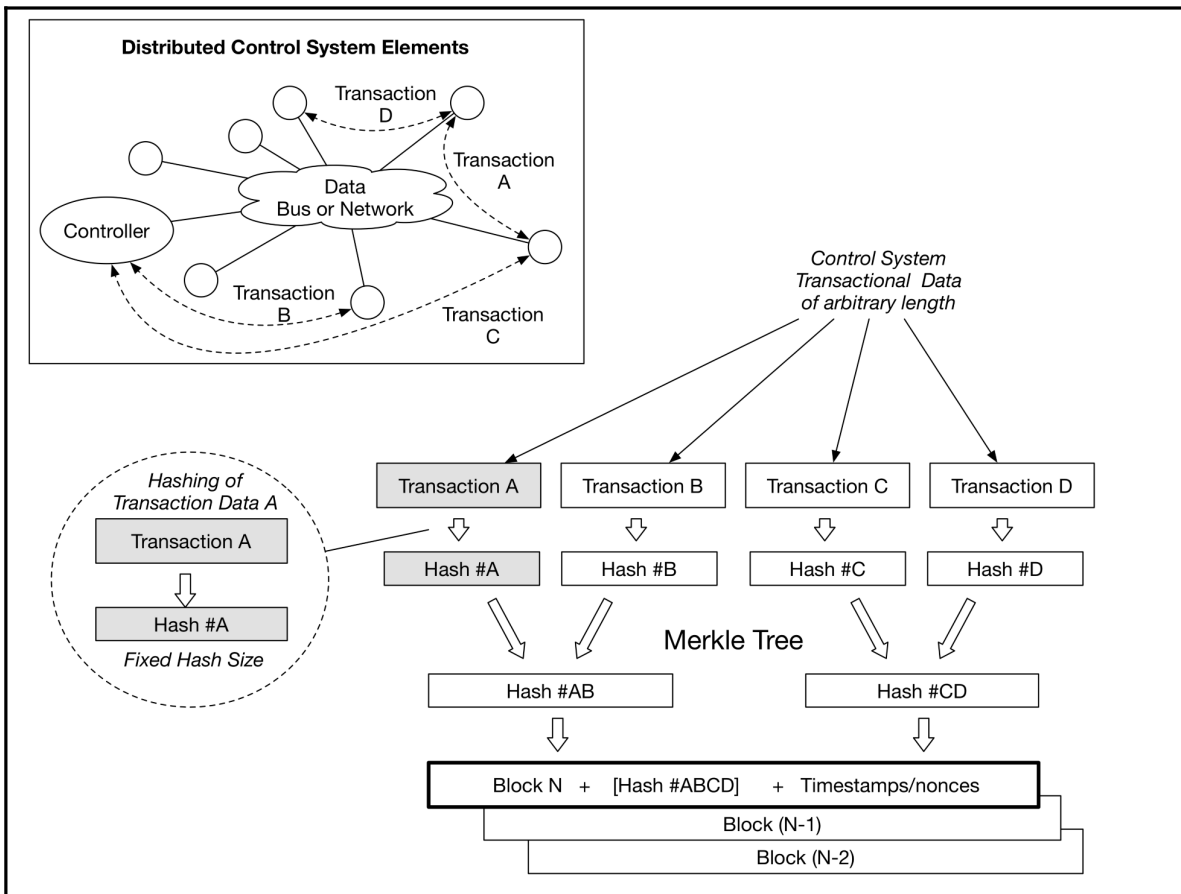 Distributed Control System Elements
Transaction
D
Transaction
A
Data
Bus or Network
Controller
Transaction
B
Transaction
C
Control System
Transactional Data
of arbitrary length
Hashing of
Transaction Data A
Transaction A
Hash #A
Fixed Hash Size
Transaction A
Transaction B
Transaction C
Transaction D
Hash #A
Hash #B
Hash #C
Hash #D
Merkle Tree
Hash #AB
Hash #CD
Block N + [Hash #ABCD] + Timestamps/nonces
Block (N-1)
Block (N-2)